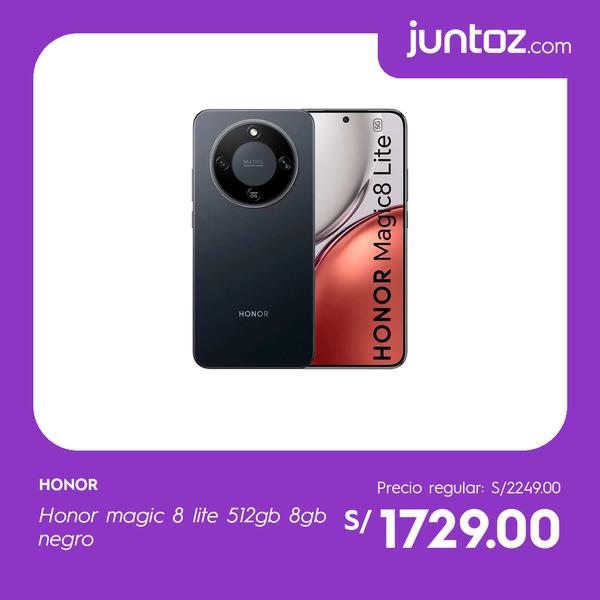 juntoz.com
MATRIX
HONOR
HONOR Magic8 Lite 5G
HONOR
Honor magic 8 lite 512gb 8gb
negro
Precio regular: S/2249.00
S/1729.00